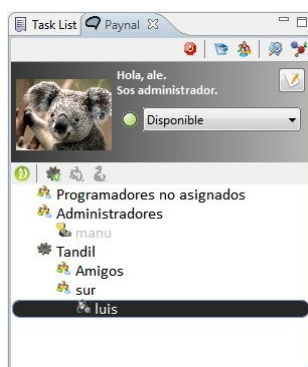 Task List Paynal
Hola, ale.
Sos administrador.
Disponible
Programadores no asignados
Administradores
manu
Tandil
Amigos
sur
luis